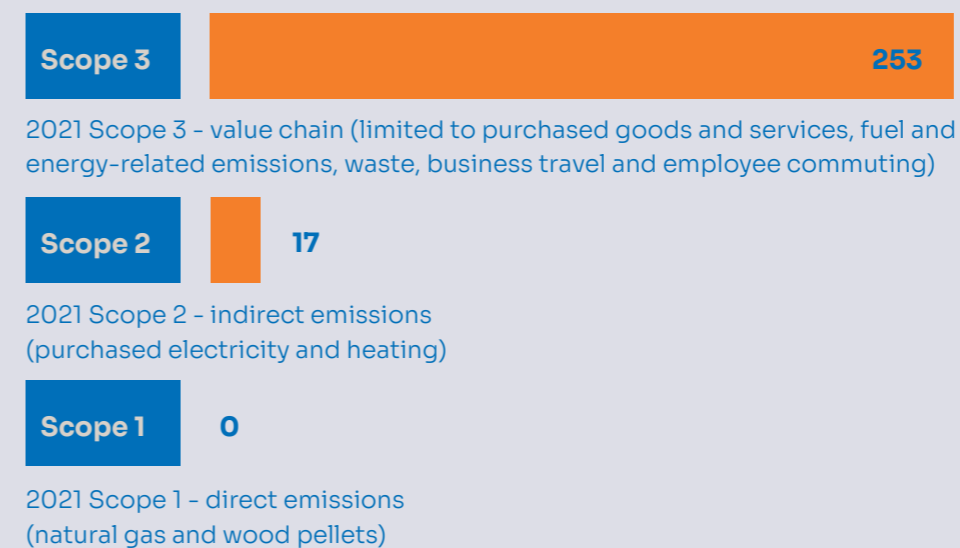 Scope 3
253
2021 Scope 3 - value chain (limited to purchased goods and services, fuel and
energy-related emissions, waste, business travel and employee commuting)
Scope 2
17
2021 Scope 2 - indirect emissions
(purchased electricity and heating)
Scope 1
0
2021 Scope 1 - direct emissions
(natural gas and wood pellets)